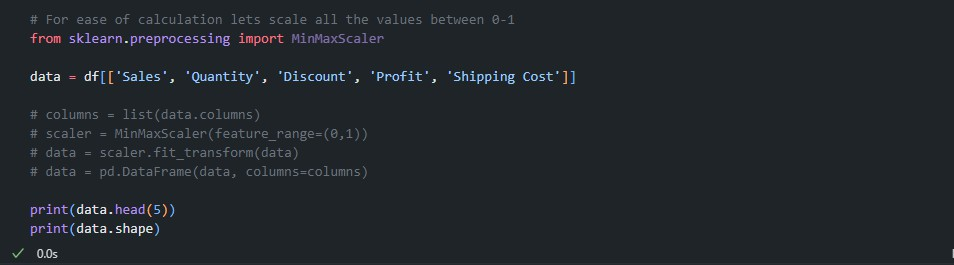 # For ease of calculation lets scale all the values between 0-1
from sklearn.preprocessing import MinMaxScaler
data = df[['Sales', 'Quantity', 'Discount', 'Profit', 'Shipping Cost']]
# columns = list(data.columns)
# scaler = MinMaxScaler(feature_range=(0,1))
# data = scaler.fit_transform(data)
# data = pd.DataFrame(data, columns=columns)
print(data.head(5))
print(data.shape)
0.0s